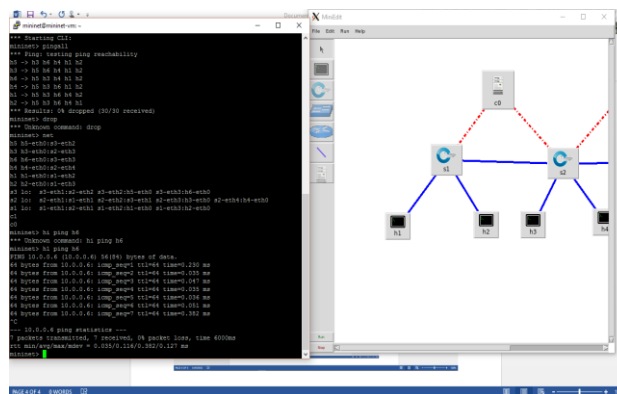 Document
mininet@mininet-vm: ~
*** Starting CLI:
mininet> pingall
*** Ping: testing ping reachability
h5 -> h3 h6 h4 h1 h2
h3 -> h5 h6 h4 h1 h2
h6 -> h5 h3 h4 h1 h2
h4 -> h5 h3 h6 h1 h2
h1 -> h5 h3 h6 h4 h2
h2 -> h5 h3 h6 h4 h1
*** Results: 0% dropped (30/30 received)
mininet> drop
*** Unknown command: drop
mininet> net
h5 h5-eth0:s3-eth2
h3 h3-eth0:s2-eth3
h6 h6-eth0:s3-eth3
h4 h4-eth0:s2-eth4
h1 h1-eth0:s1-eth2
h2 h2-eth0:s1-eth3
s3 lo:  s3-eth1:s2-eth2 s3-eth2:h5-eth0 s3-eth3:h6-eth0
s2 lo:  s2-eth1:s1-eth1 s2-eth2:s3-eth1 s2-eth3:h3-eth0 s2-eth4:h4-eth0
s1 lo:  s1-eth1:s2-eth1 s1-eth2:h1-eth0 s1-eth3:h2-eth0
c1
c0
mininet> hi ping h6
*** Unknown command: hi ping h6
mininet> h1 ping h6
PING 10.0.0.6 (10.0.0.6) 56(84) bytes of data.
64 bytes from 10.0.0.6: icmp_seq=1 ttl=64 time=0.230 ms
64 bytes from 10.0.0.6: icmp_seq=2 ttl=64 time=0.035 ms
64 bytes from 10.0.0.6: icmp_seq=3 ttl=64 time=0.047 ms
64 bytes from 10.0.0.6: icmp_seq=4 ttl=64 time=0.035 ms
64 bytes from 10.0.0.6: icmp_seq=5 ttl=64 time=0.036 ms
64 bytes from 10.0.0.6: icmp_seq=6 ttl=64 time=0.051 ms
64 bytes from 10.0.0.6: icmp_seq=7 ttl=64 time=0.382 ms
^C
--- 10.0.0.6 ping statistics ---
7 packets transmitted, 7 received, 0% packet loss, time 6000ms
rtt min/avg/max/mdev = 0.035/0.116/0.382/0.127 ms
mininet>
MiniEdit
File Edit Run Help
c0
s1
s2
h1
h2
h3
h4
Run
Stop
PAGE 4 OF 4 0 WORDS